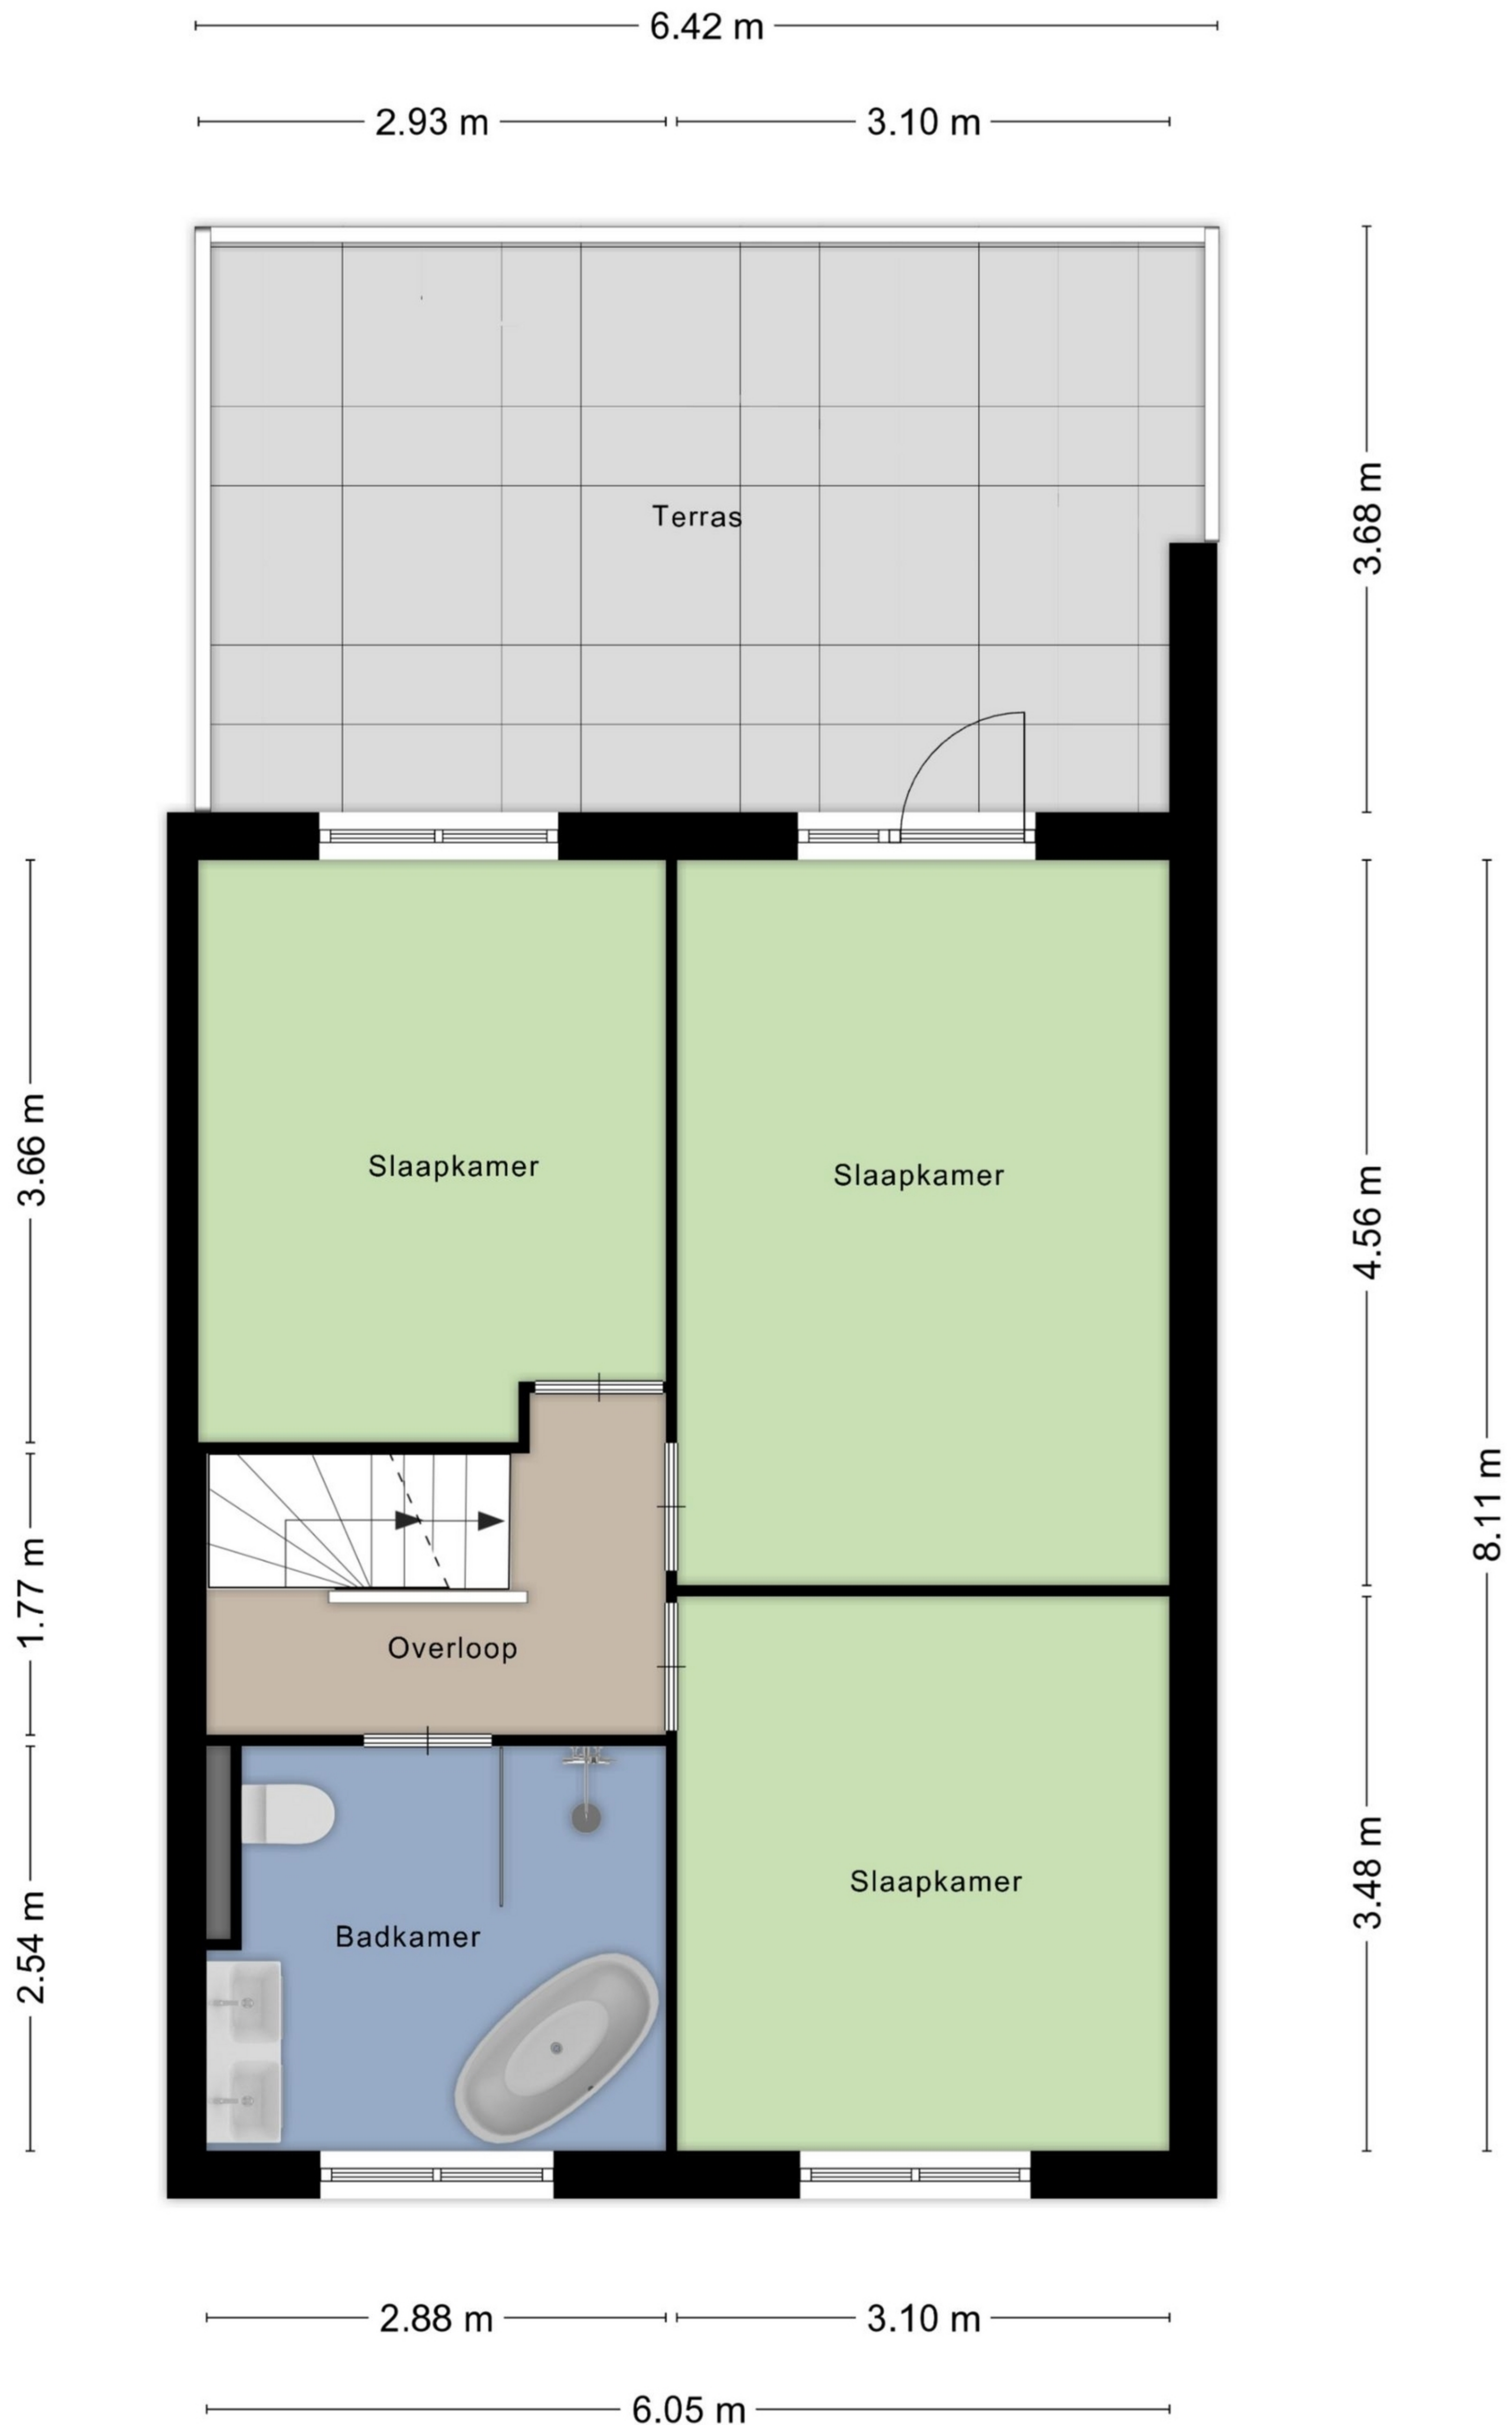 6.42 m
2.93 m
3.10 m
3.68 m
Terras
3.66 m
Slaapkamer
Slaapkamer
4.56 m
8.11 m
1.77 m
Overloop
3.48 m
Slaapkamer
2.54 m
Badkamer
2.88 m
3.10 m
6.05 m